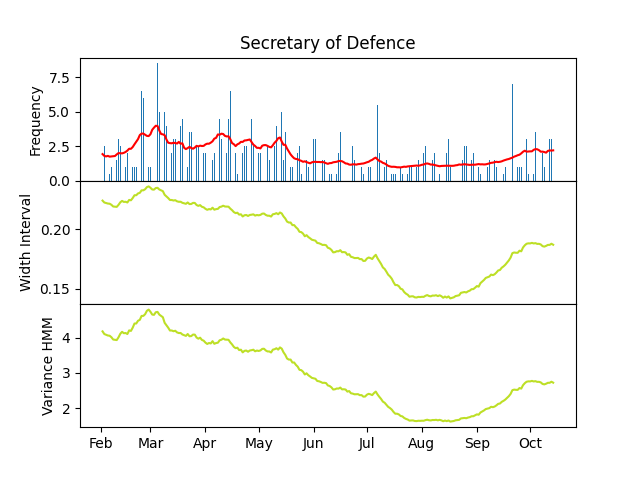 Secretary of Defence
Frequency
7.5
5.0
2.5
0.0
Width Interval
0.20
0.15
Variance HMM
4
3
2
Feb Mar Apr May Jun Jul Aug Sep Oct